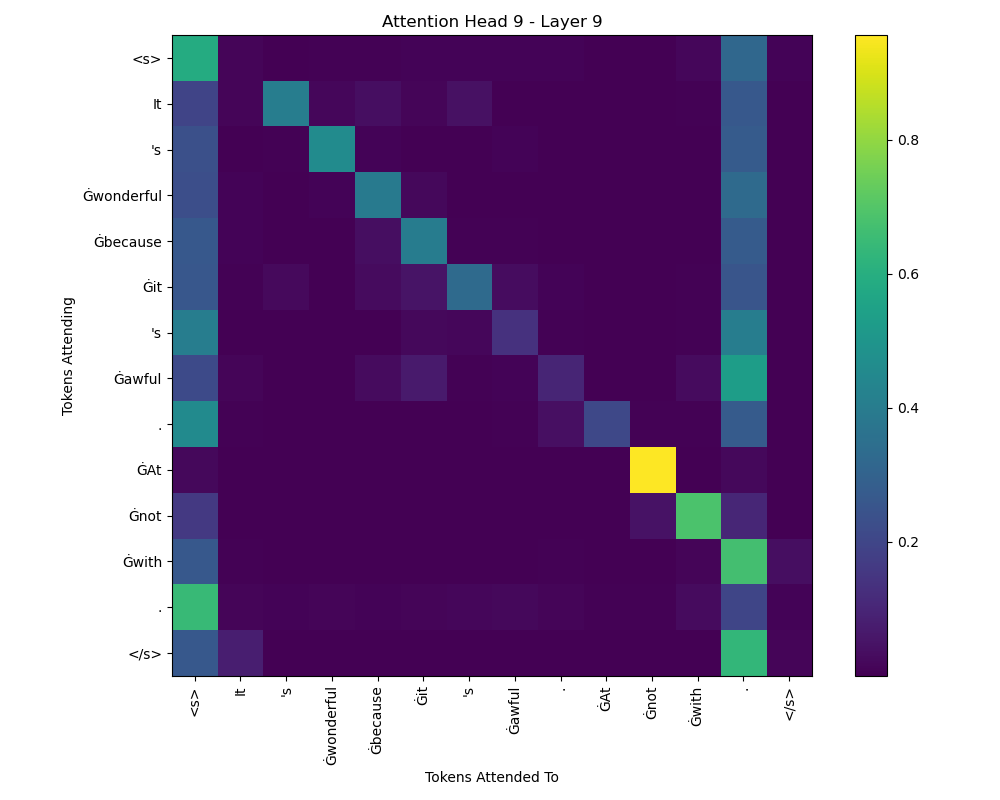 Attention Head 9 - Layer 9
Tokens Attending
<s>
It
's
Ġwonderful
Ġbecause
Ġit
's
Ġawful
.
ĠAt
Ġnot
Ġwith
.
</s>
<s>
It
's
Ġwonderful
Ġbecause
Ġit
's
Ġawful
.
ĠAt
Ġnot
Ġwith
.
</s>
Tokens Attended To
0.8
0.6
0.4
0.2